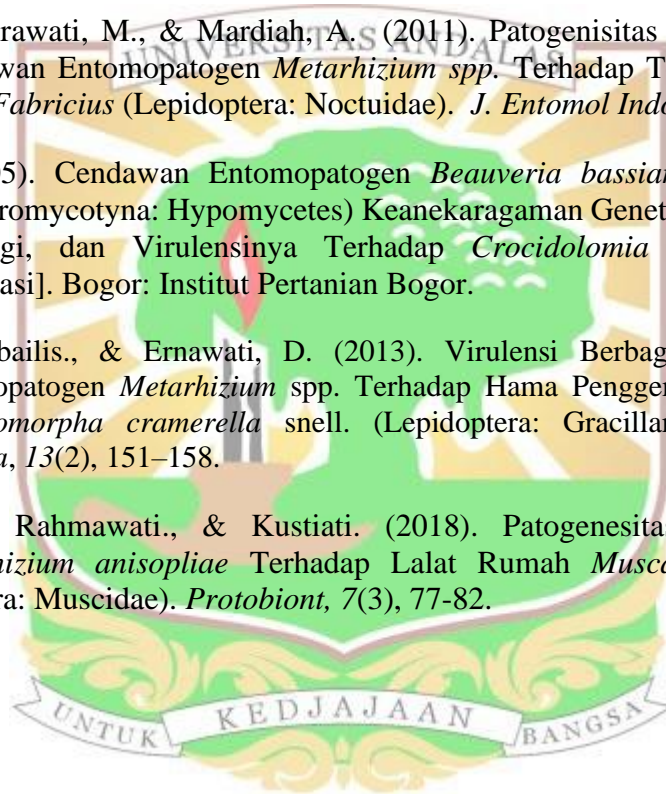 UNIVERSITAS ANDALAS
rawati, M., & Mardiah, A. (2011). Patogenisitas
wan Entomopatogen Metarhizium spp. Terhadap T
Fabricius (Lepidoptera: Noctuidae). J. Entomol Indo
05). Cendawan Entomopatogen Beauveria bassian
romycotyna: Hypomycetes) Keanekaragaman Genet
gi, dan Virulensinya Terhadap Crocidolomia
asi]. Bogor: Institut Pertanian Bogor.
bailis., & Ernawati, D. (2013). Virulensi Berbag
opatogen Metarhizium spp. Terhadap Hama Pengger
omorpha cramerella snell. (Lepidoptera: Gracillar
a, 13(2), 151–158.
Rahmawati., & Kustiati. (2018). Patogenesitas
hizium anisopliae Terhadap Lalat Rumah Musca
ra: Muscidae). Protobiont, 7(3), 77-82.
UNTUK KEDJAJAAN BANGSA